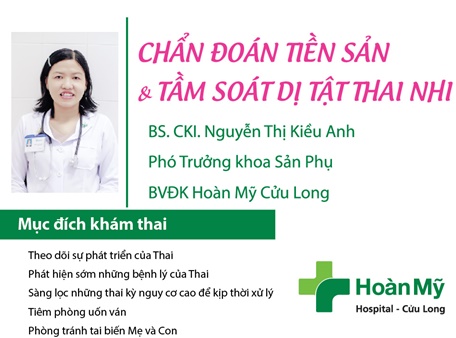 CHẨN ĐOÁN TIỀN SẢN
& TẦM SOÁT DỊ TẬT THAI NHI
BS. CKI. Nguyễn Thị Kiều Anh
Phó Trưởng khoa Sản Phụ
BVĐK Hoàn Mỹ Cửu Long
Mục đích khám thai
Theo dõi sự phát triển của Thai
Phát hiện sớm những bệnh lý của Thai
Sàng lọc những thai kỳ nguy cơ cao để kịp thời xử lý
Tiêm phòng uốn ván
Phòng tránh tai biến Mẹ và Con
Hoàn Mỹ
Hospital - Cửu Long